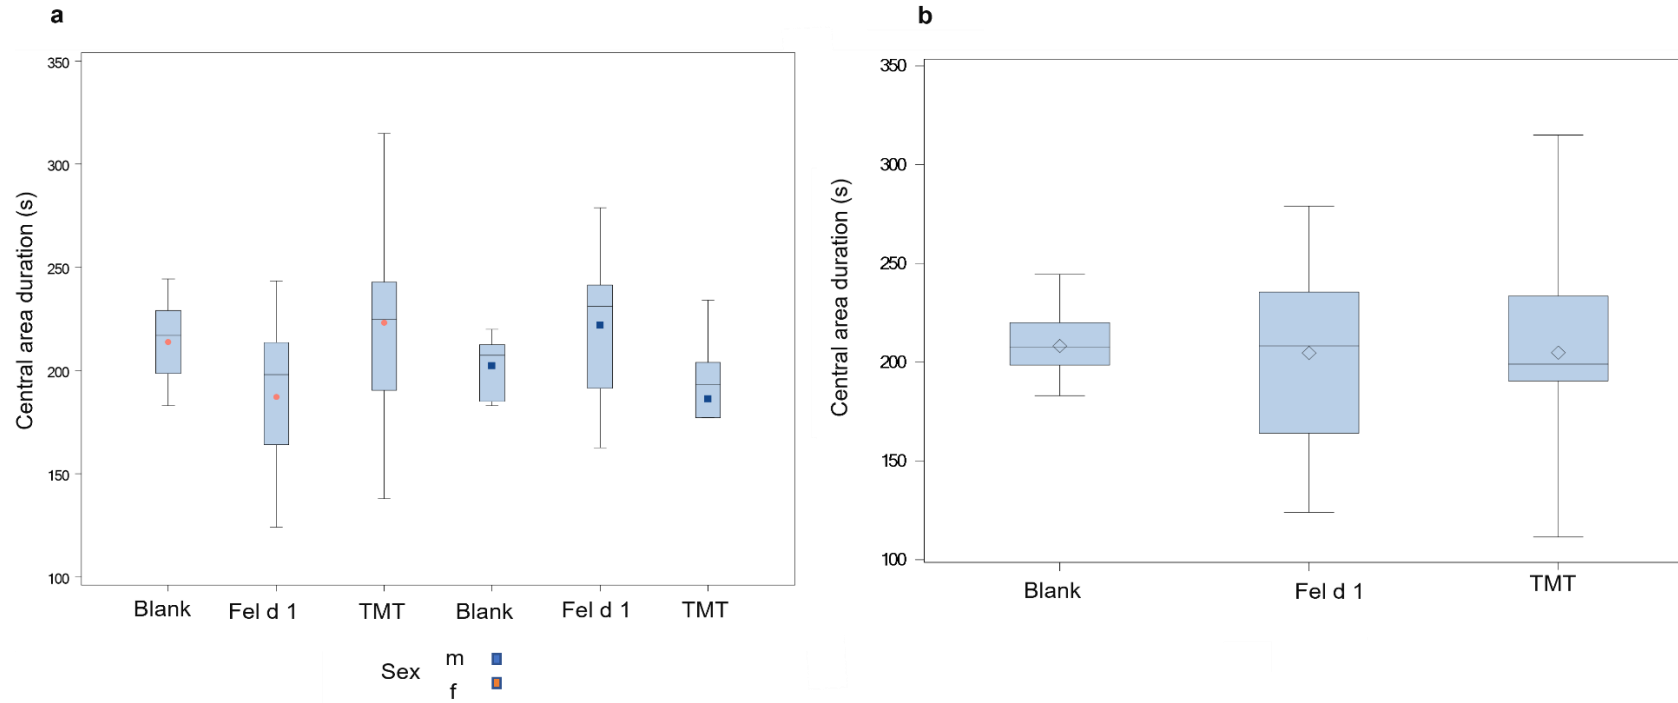 a
Central area duration (s)
350
300
250
200
150
100
Blank Fel d 1 TMT Blank Fel d 1 TMT
Sex
m
f
b
Central area duration (s)
350
300
250
200
150
100
Blank Fel d 1 TMT